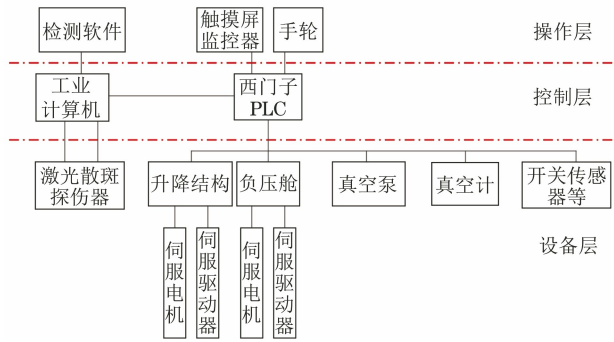 检测软件
触摸屏
监控器
手轮
操作层
工业
计算机
西门子
PLC
控制层
激光散斑
探伤器
升降结构
负压舱
真空泵
真空计
开关传感
器等
设备层
伺服电机
伺服驱动器
伺服电机
伺服驱动器